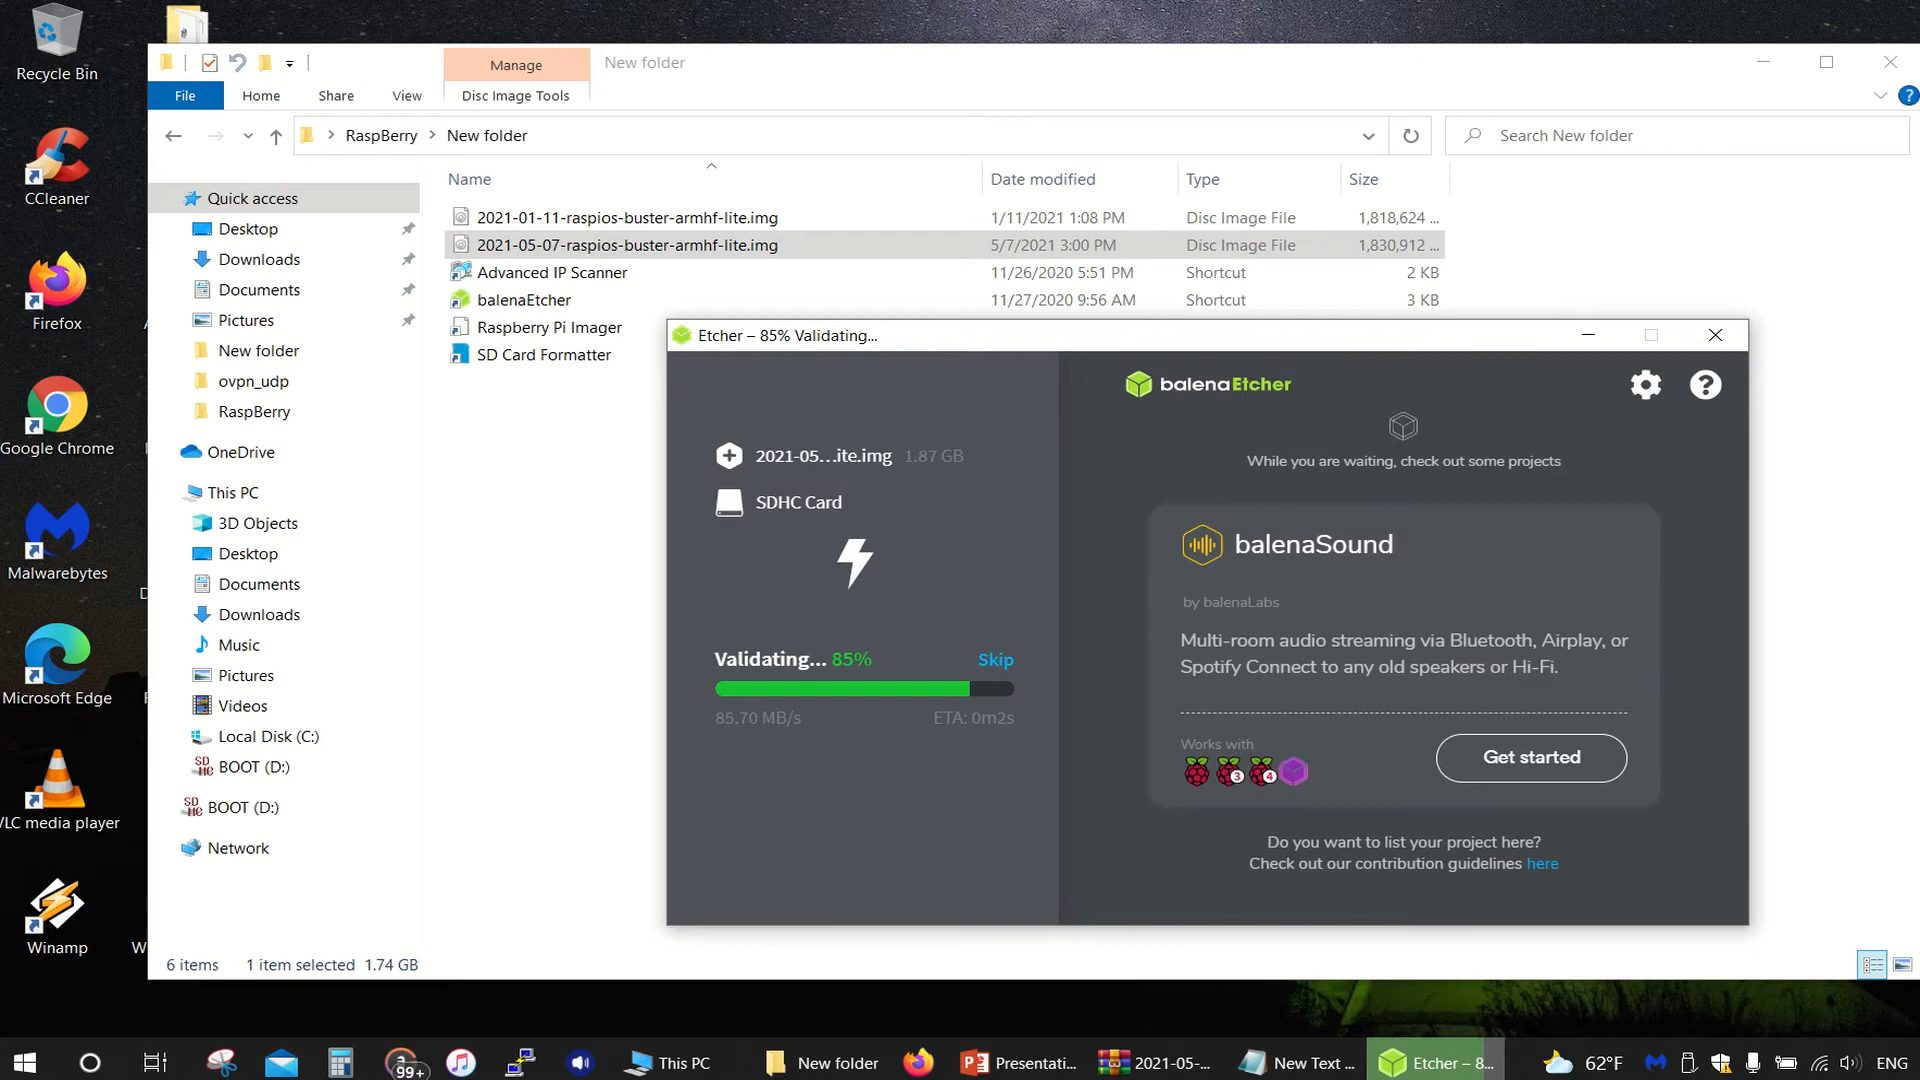 Recycle Bin
CCleaner
Firefox
Google Chrome
Malwarebytes
Microsoft Edge
VLC media player
Winamp
Manage
New folder
File
Home
Share
View
Disc Image Tools
RaspBerry
New folder
Search New folder
Quick access
Desktop
Downloads
Documents
Pictures
New folder
ovpn_udp
RaspBerry
OneDrive
This PC
3D Objects
Desktop
Documents
Downloads
Music
Pictures
Videos
Local Disk (C:)
BOOT (D:)
BOOT (D:)
Network
Name Date modified Type Size
2021-01-11-raspios-buster-armhf-lite.img 1/11/2021 1:08 PM Disc Image File 1,818,624 ...
2021-05-07-raspios-buster-armhf-lite.img 5/7/2021 3:00 PM Disc Image File 1,830,912 ...
Advanced IP Scanner 11/26/2020 5:51 PM Shortcut 2 KB
balenaEtcher 11/27/2020 9:56 AM Shortcut 3 KB
Raspberry Pi Imager
SD Card Formatter
Etcher – 85% Validating...
2021-05...ite.img 1.87 GB
SDHC Card
Validating... 85% Skip
85.70 MB/s ETA: 0m2s
balenaEtcher
While you are waiting, check out some projects
balenaSound
by balenaLabs
Multi-room audio streaming via Bluetooth, Airplay, or
Spotify Connect to any old speakers or Hi-Fi.
Works with
3 4
Get started
Do you want to list your project here?
Check out our contribution guidelines here
6 items 1 item selected 1.74 GB
99+
This PC
New folder
Presentati...
2021-05-...
New Text ...
Etcher – 8...
62°F
ENG